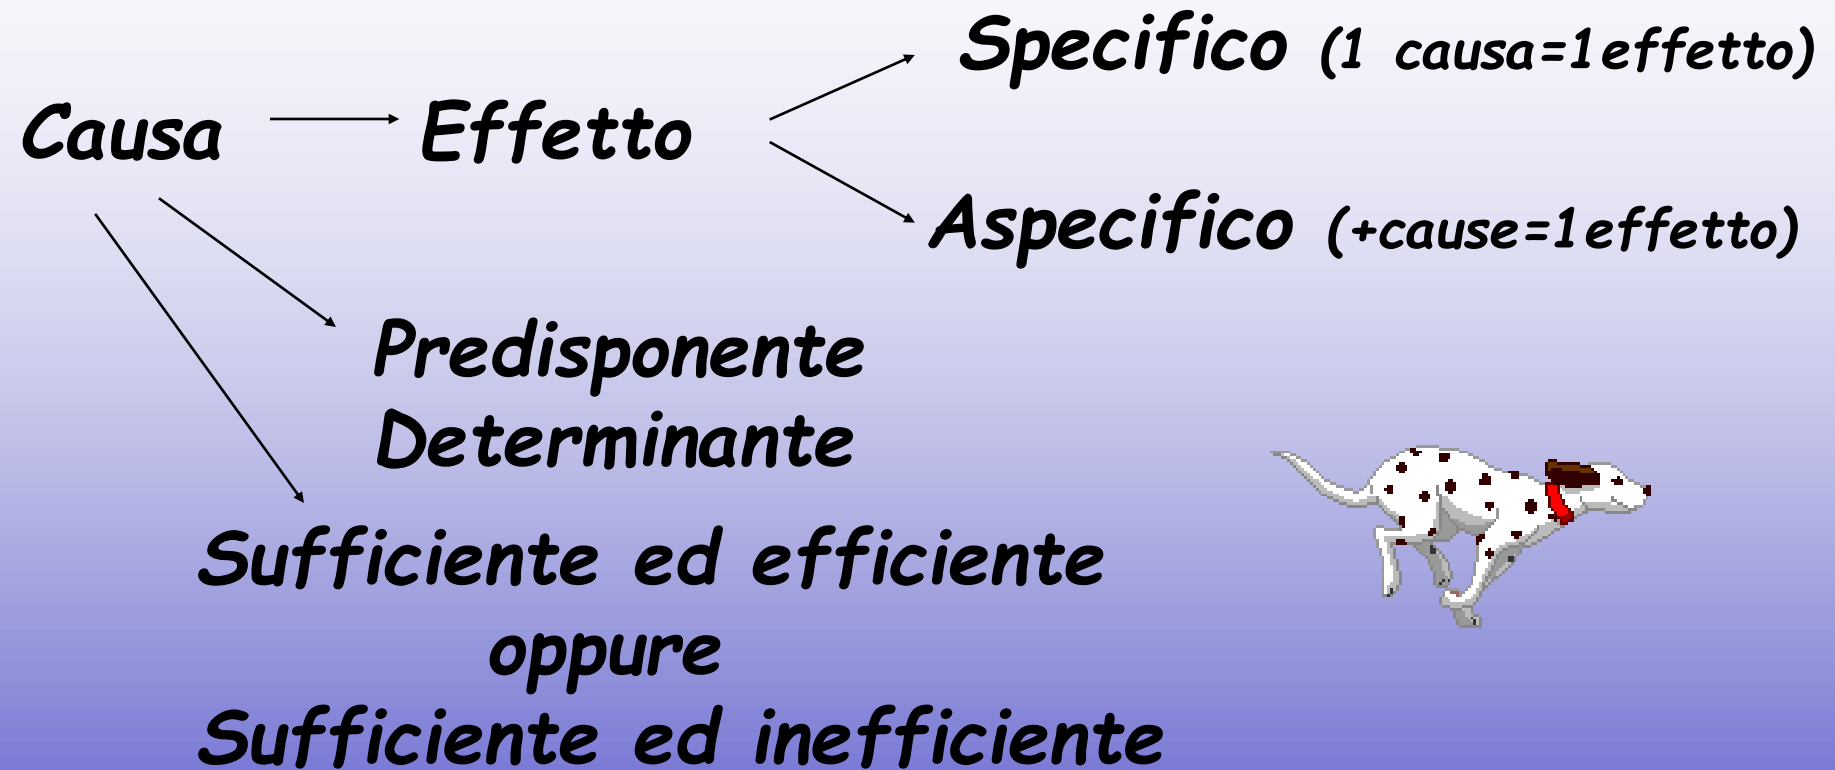 Specifico (1 causa=1effetto)
Causa Effetto
Aspecifico (+cause=1effetto)
Predisponente
Determinante
Sufficiente ed efficiente
oppure
Sufficiente ed inefficiente